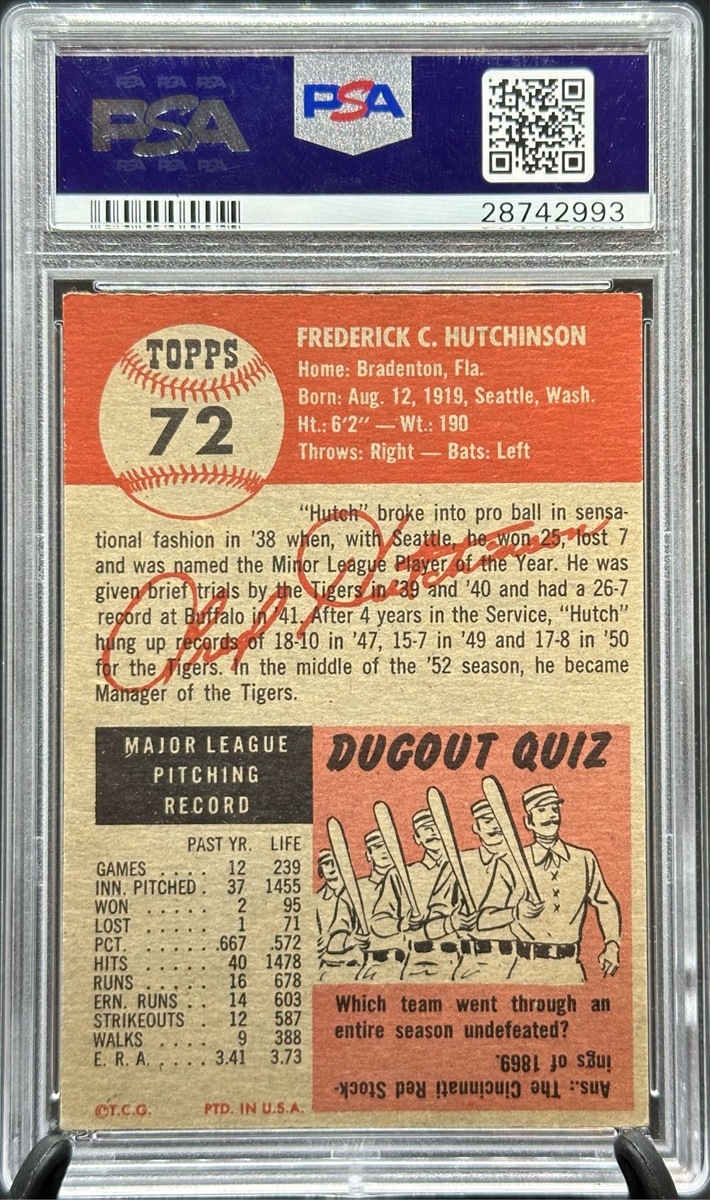 PSA PSA PSA
PSA
PSA PSA PSA
PSA
28742993
TOPPS
72
FREDERICK C. HUTCHINSON
Home: Bradenton, Fla.
Born: Aug. 12, 1919, Seattle, Wash.
Ht.: 6'2" — Wt.: 190
Throws: Right — Bats: Left
"Hutch" broke into pro ball in sensa-
tional fashion in '38 when, with Seattle, he won 25, lost 7
and was named the Minor League Player of the Year. He was
given brief trials by the Tigers in '39 and '40 and had a 26-7
record at Buffalo in '41. After 4 years in the Service, "Hutch"
hung up records of 18-10 in '47, 15-7 in '49 and 17-8 in '50
for the Tigers. In the middle of the '52 season, he became
Manager of the Tigers.
Fred Hutchinson
MAJOR LEAGUE
PITCHING
RECORD
PAST YR. LIFE
GAMES .... 12 239
INN. PITCHED . 37 1455
WON ..... 2 95
LOST ..... 1 71
PCT. ..... .667 .572
HITS ..... 40 1478
RUNS ..... 16 678
ERN. RUNS .. 14 603
STRIKEOUTS . 12 587
WALKS .... 9 388
E. R. A. .... 3.41 3.73
©T.C.G. PTD. IN U.S.A.
DUGOUT QUIZ
Which team went through an
entire season undefeated?
Ans.: The Cincinnati Red Stock-
ings of 1869.